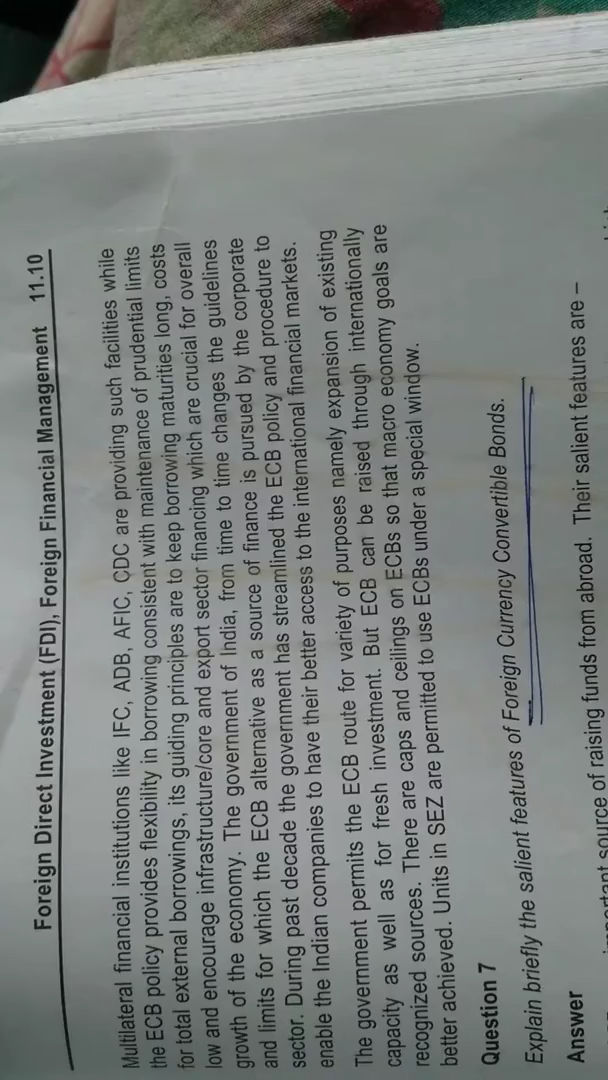 Foreign Direct Investment (FDI), Foreign Financial Management 11.10
Multilateral financial institutions like IFC, ADB, AFIC, CDC are providing such facilities while
the ECB policy provides flexibility in borrowing consistent with maintenance of prudential limits
for total external borrowings, its guiding principles are to keep borrowing maturities long, costs
low and encourage infrastructure/core and export sector financing which are crucial for overall
growth of the economy. The government of India, from time to time changes the guidelines
and limits for which the ECB alternative as a source of finance is pursued by the corporate
sector. During past decade the government has streamlined the ECB policy and procedure to
enable the Indian companies to have their better access to the international financial markets.
The government permits the ECB route for variety of purposes namely expansion of existing
capacity as well as for fresh investment. But ECB can be raised through internationally
recognized sources. There are caps and ceilings on ECBs so that macro economy goals are
better achieved. Units in SEZ are permitted to use ECBs under a special window.
Question 7
Explain briefly the salient features of Foreign Currency Convertible Bonds.
Answer
source of raising funds from abroad. Their salient features are –